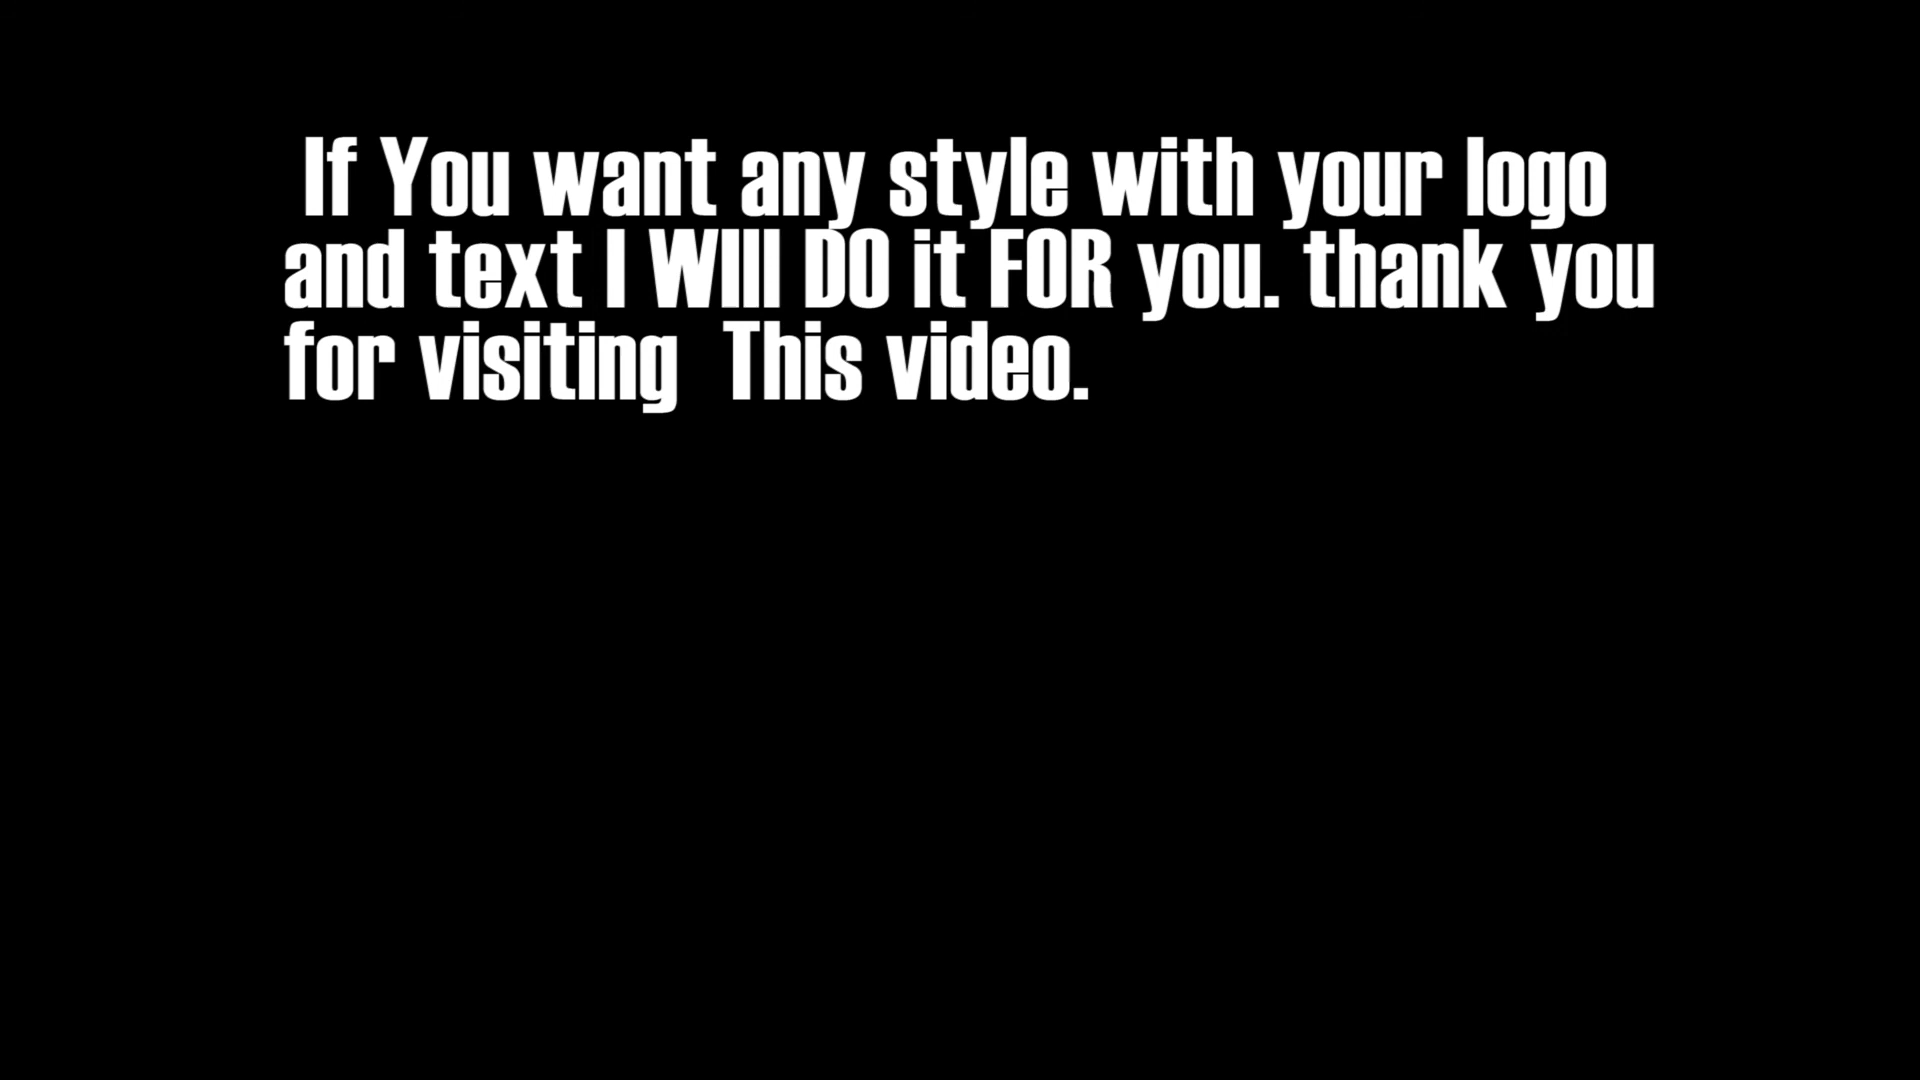 If You want any style with your logo
and text I WIll DO it FOR you. thank you
for visiting  This video.